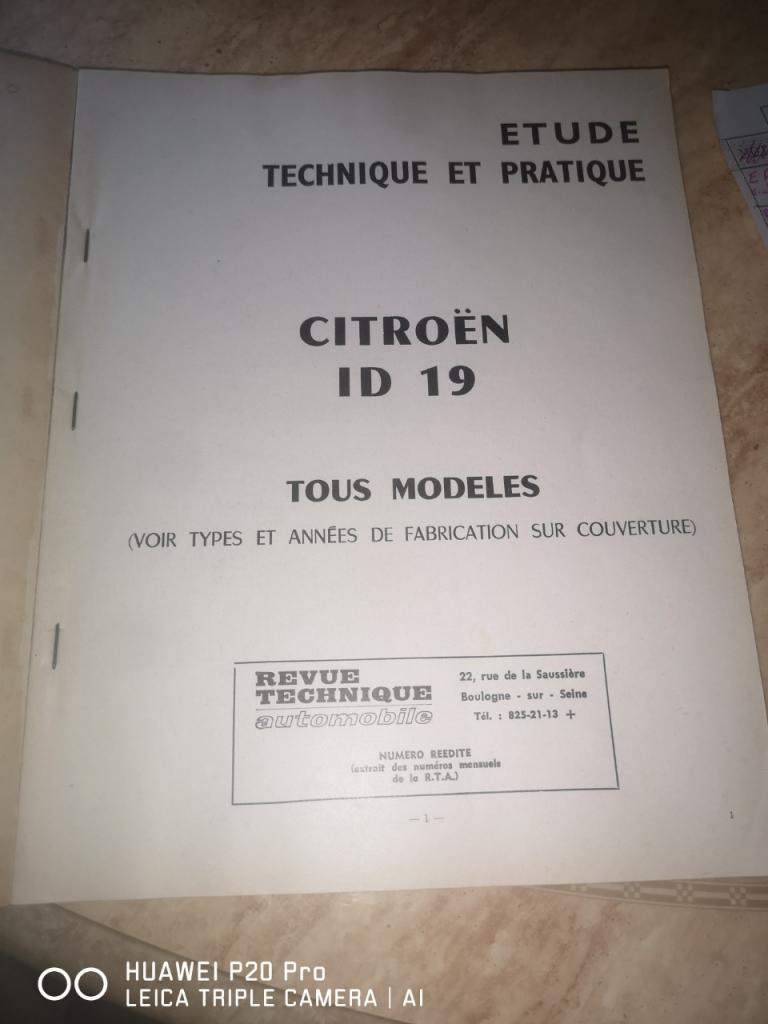 ETUDE
TECHNIQUE ET PRATIQUE
CITROËN
ID 19
TOUS MODELES
(VOIR TYPES ET ANNÉES DE FABRICATION SUR COUVERTURE)
REVUE
TECHNIQUE
automobile
22, rue de la Saussière
Boulogne - sur - Seine
Tél. : 825-21-13 +
NUMERO REEDITE
(extrait des numéros mensuels
de la R.T.A.)
— 1 —
1
HUAWEI P20 Pro
LEICA TRIPLE CAMERA | AI